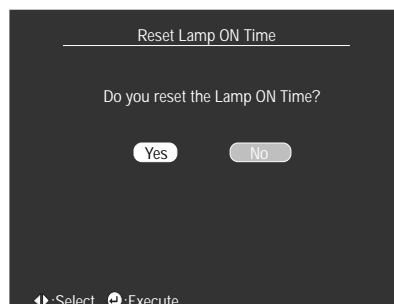 Reset Lamp ON Time
Do you reset the Lamp ON Time?
Yes No
:Select :Execute